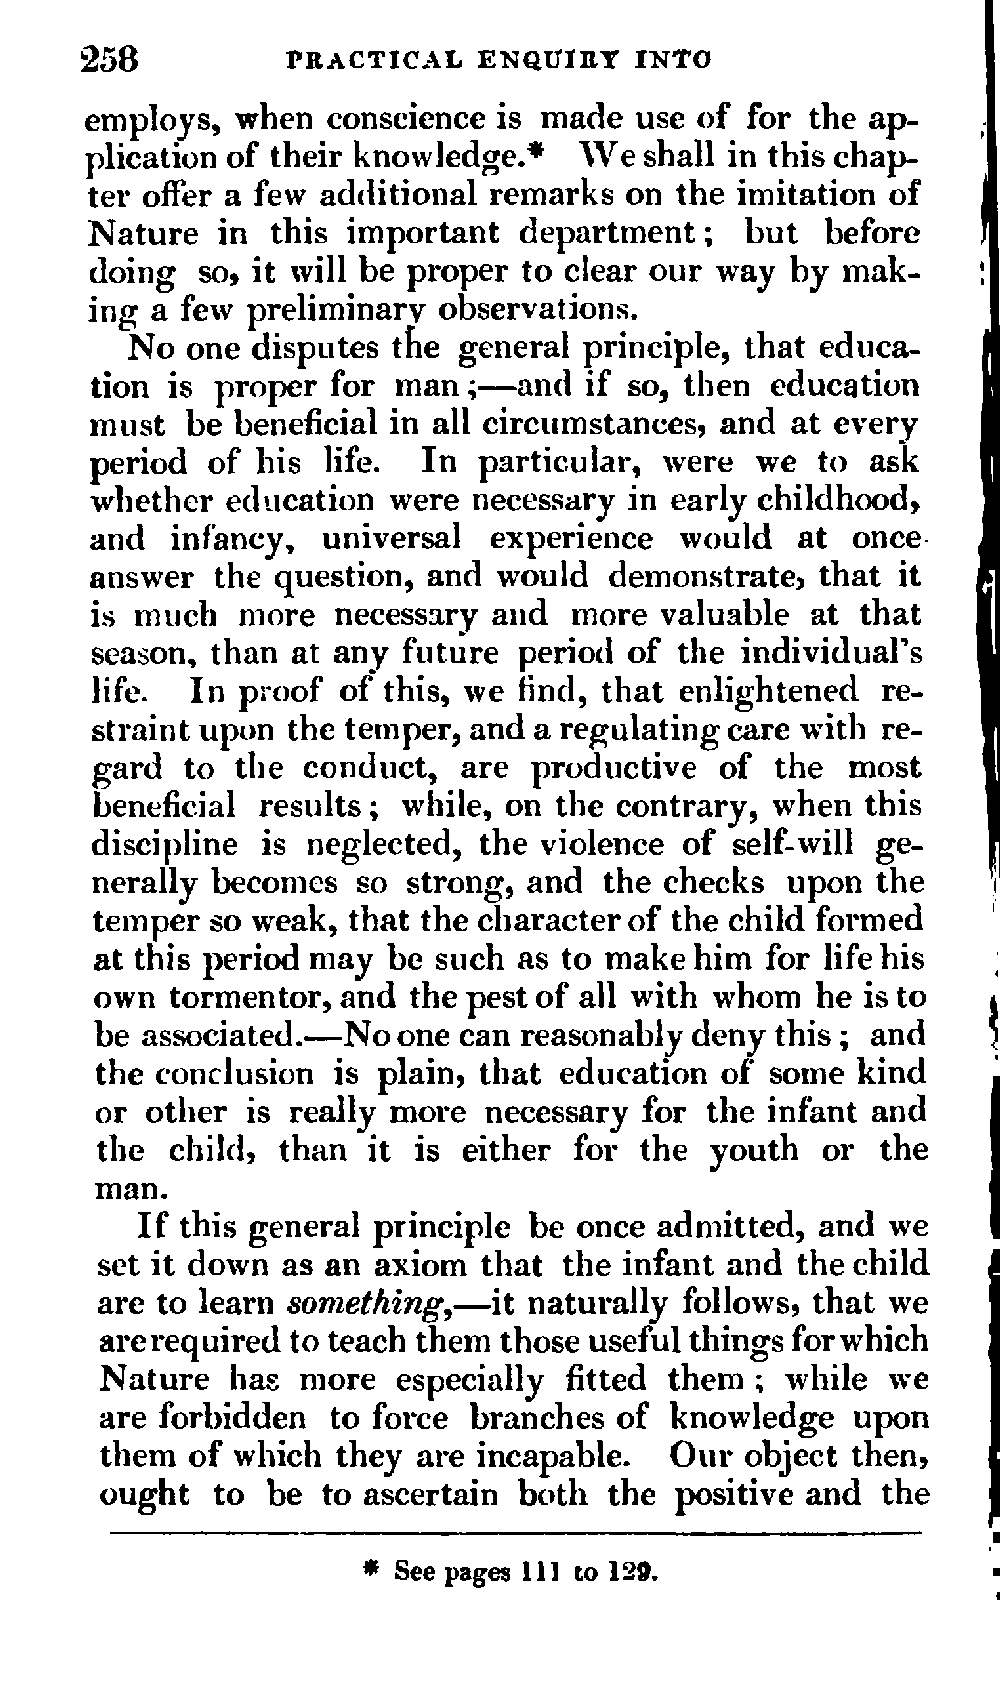 258 PRACTICAL ENQUIRY INTO
employs, when conscience is made use of for the ap-
plication of their knowledge.* We shall in this chap-
ter offer a few additional remarks on the imitation of
Nature in this important department; but before
doing so, it will be proper to clear our way by mak-
ing a few preliminary observations.
No one disputes the general principle, that educa-
tion is proper for man;—and if so, then education
must be beneficial in all circumstances, and at every
period of his life. In particular, were we to ask
whether education were necessary in early childhood,
and infancy, universal experience would at once
answer the question, and would demonstrate, that it
is much more necessary and more valuable at that
season, than at any future period of the individual's
life. In proof of this, we find, that enlightened re-
straint upon the temper, and a regulating care with re-
gard to the conduct, are productive of the most
beneficial results; while, on the contrary, when this
discipline is neglected, the violence of self-will ge-
nerally becomes so strong, and the checks upon the
temper so weak, that the character of the child formed
at this period may be such as to make him for life his
own tormentor, and the pest of all with whom he is to
be associated.—No one can reasonably deny this; and
the conclusion is plain, that education of some kind
or other is really more necessary for the infant and
the child, than it is either for the youth or the
man.
If this general principle be once admitted, and we
set it down as an axiom that the infant and the child
are to learn something,—it naturally follows, that we
are required to teach them those useful things for which
Nature has more especially fitted them; while we
are forbidden to force branches of knowledge upon
them of which they are incapable. Our object then,
ought to be to ascertain both the positive and the
* See pages 111 to 129.